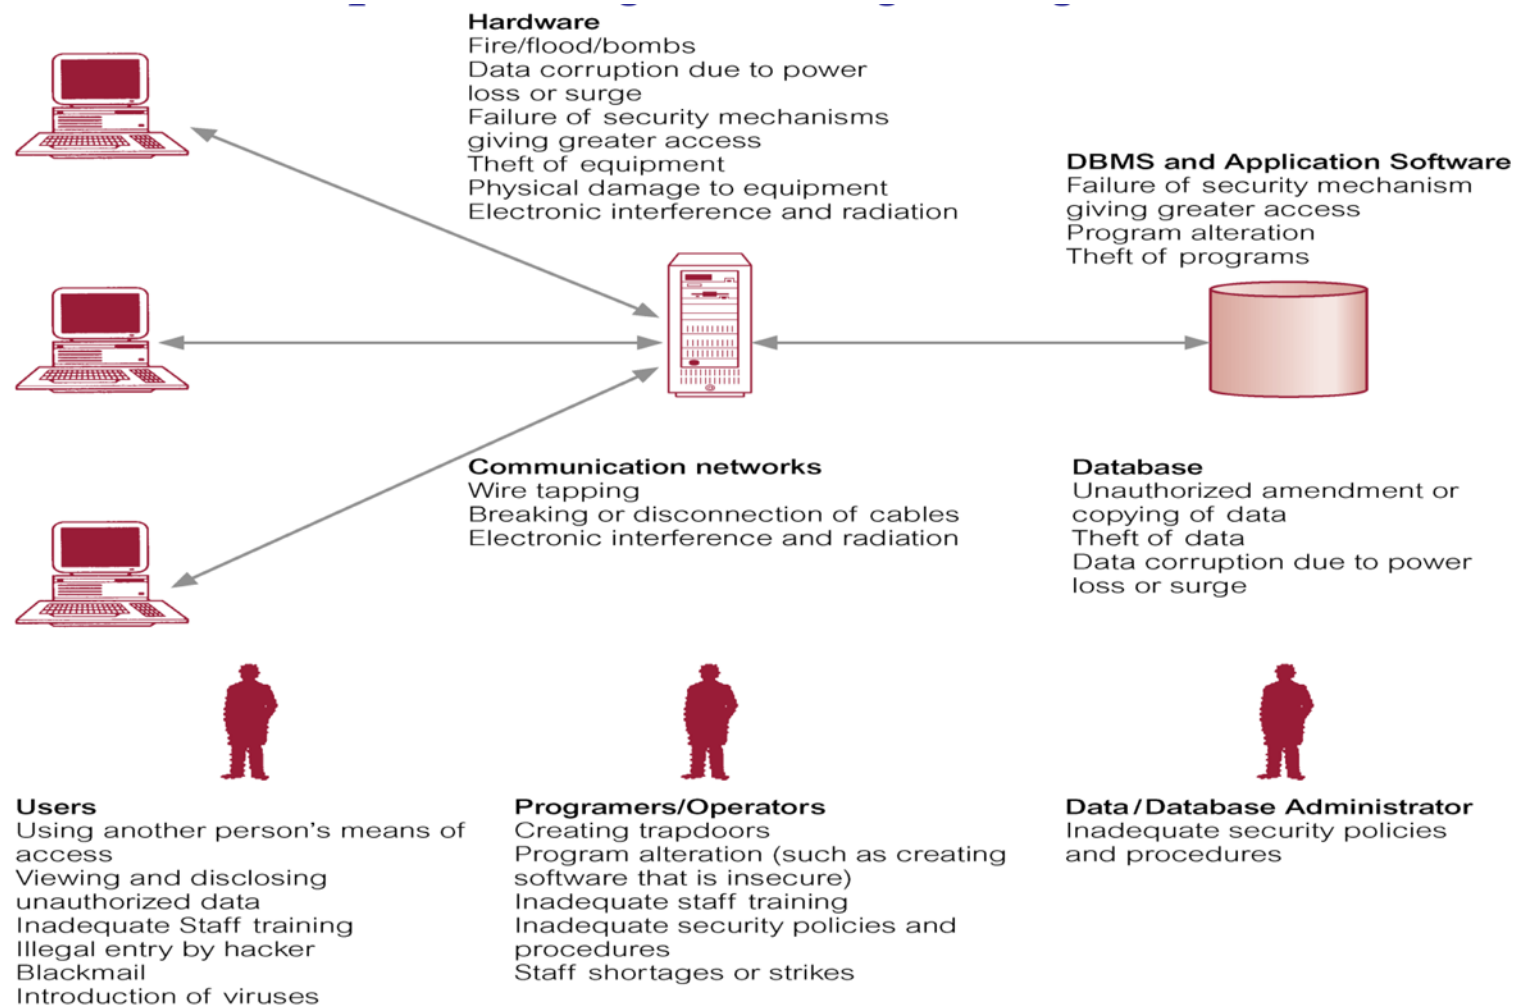 Hardware
Fire/flood/bombs
Data corruption due to power
loss or surge
Failure of security mechanisms
giving greater access
Theft of equipment
Physical damage to equipment
Electronic interference and radiation
DBMS and Application Software
Failure of security mechanism
giving greater access
Program alteration
Theft of programs
Communication networks
Wire tapping
Breaking or disconnection of cables
Electronic interference and radiation
Database
Unauthorized amendment or
copying of data
Theft of data
Data corruption due to power
loss or surge
Users
Using another person's means of
access
Viewing and disclosing
unauthorized data
Inadequate Staff training
Illegal entry by hacker
Blackmail
Introduction of viruses
Programers/Operators
Creating trapdoors
Program alteration (such as creating
software that is insecure)
Inadequate staff training
Inadequate security policies and
procedures
Staff shortages or strikes
Data/Database Administrator
Inadequate security policies
and procedures